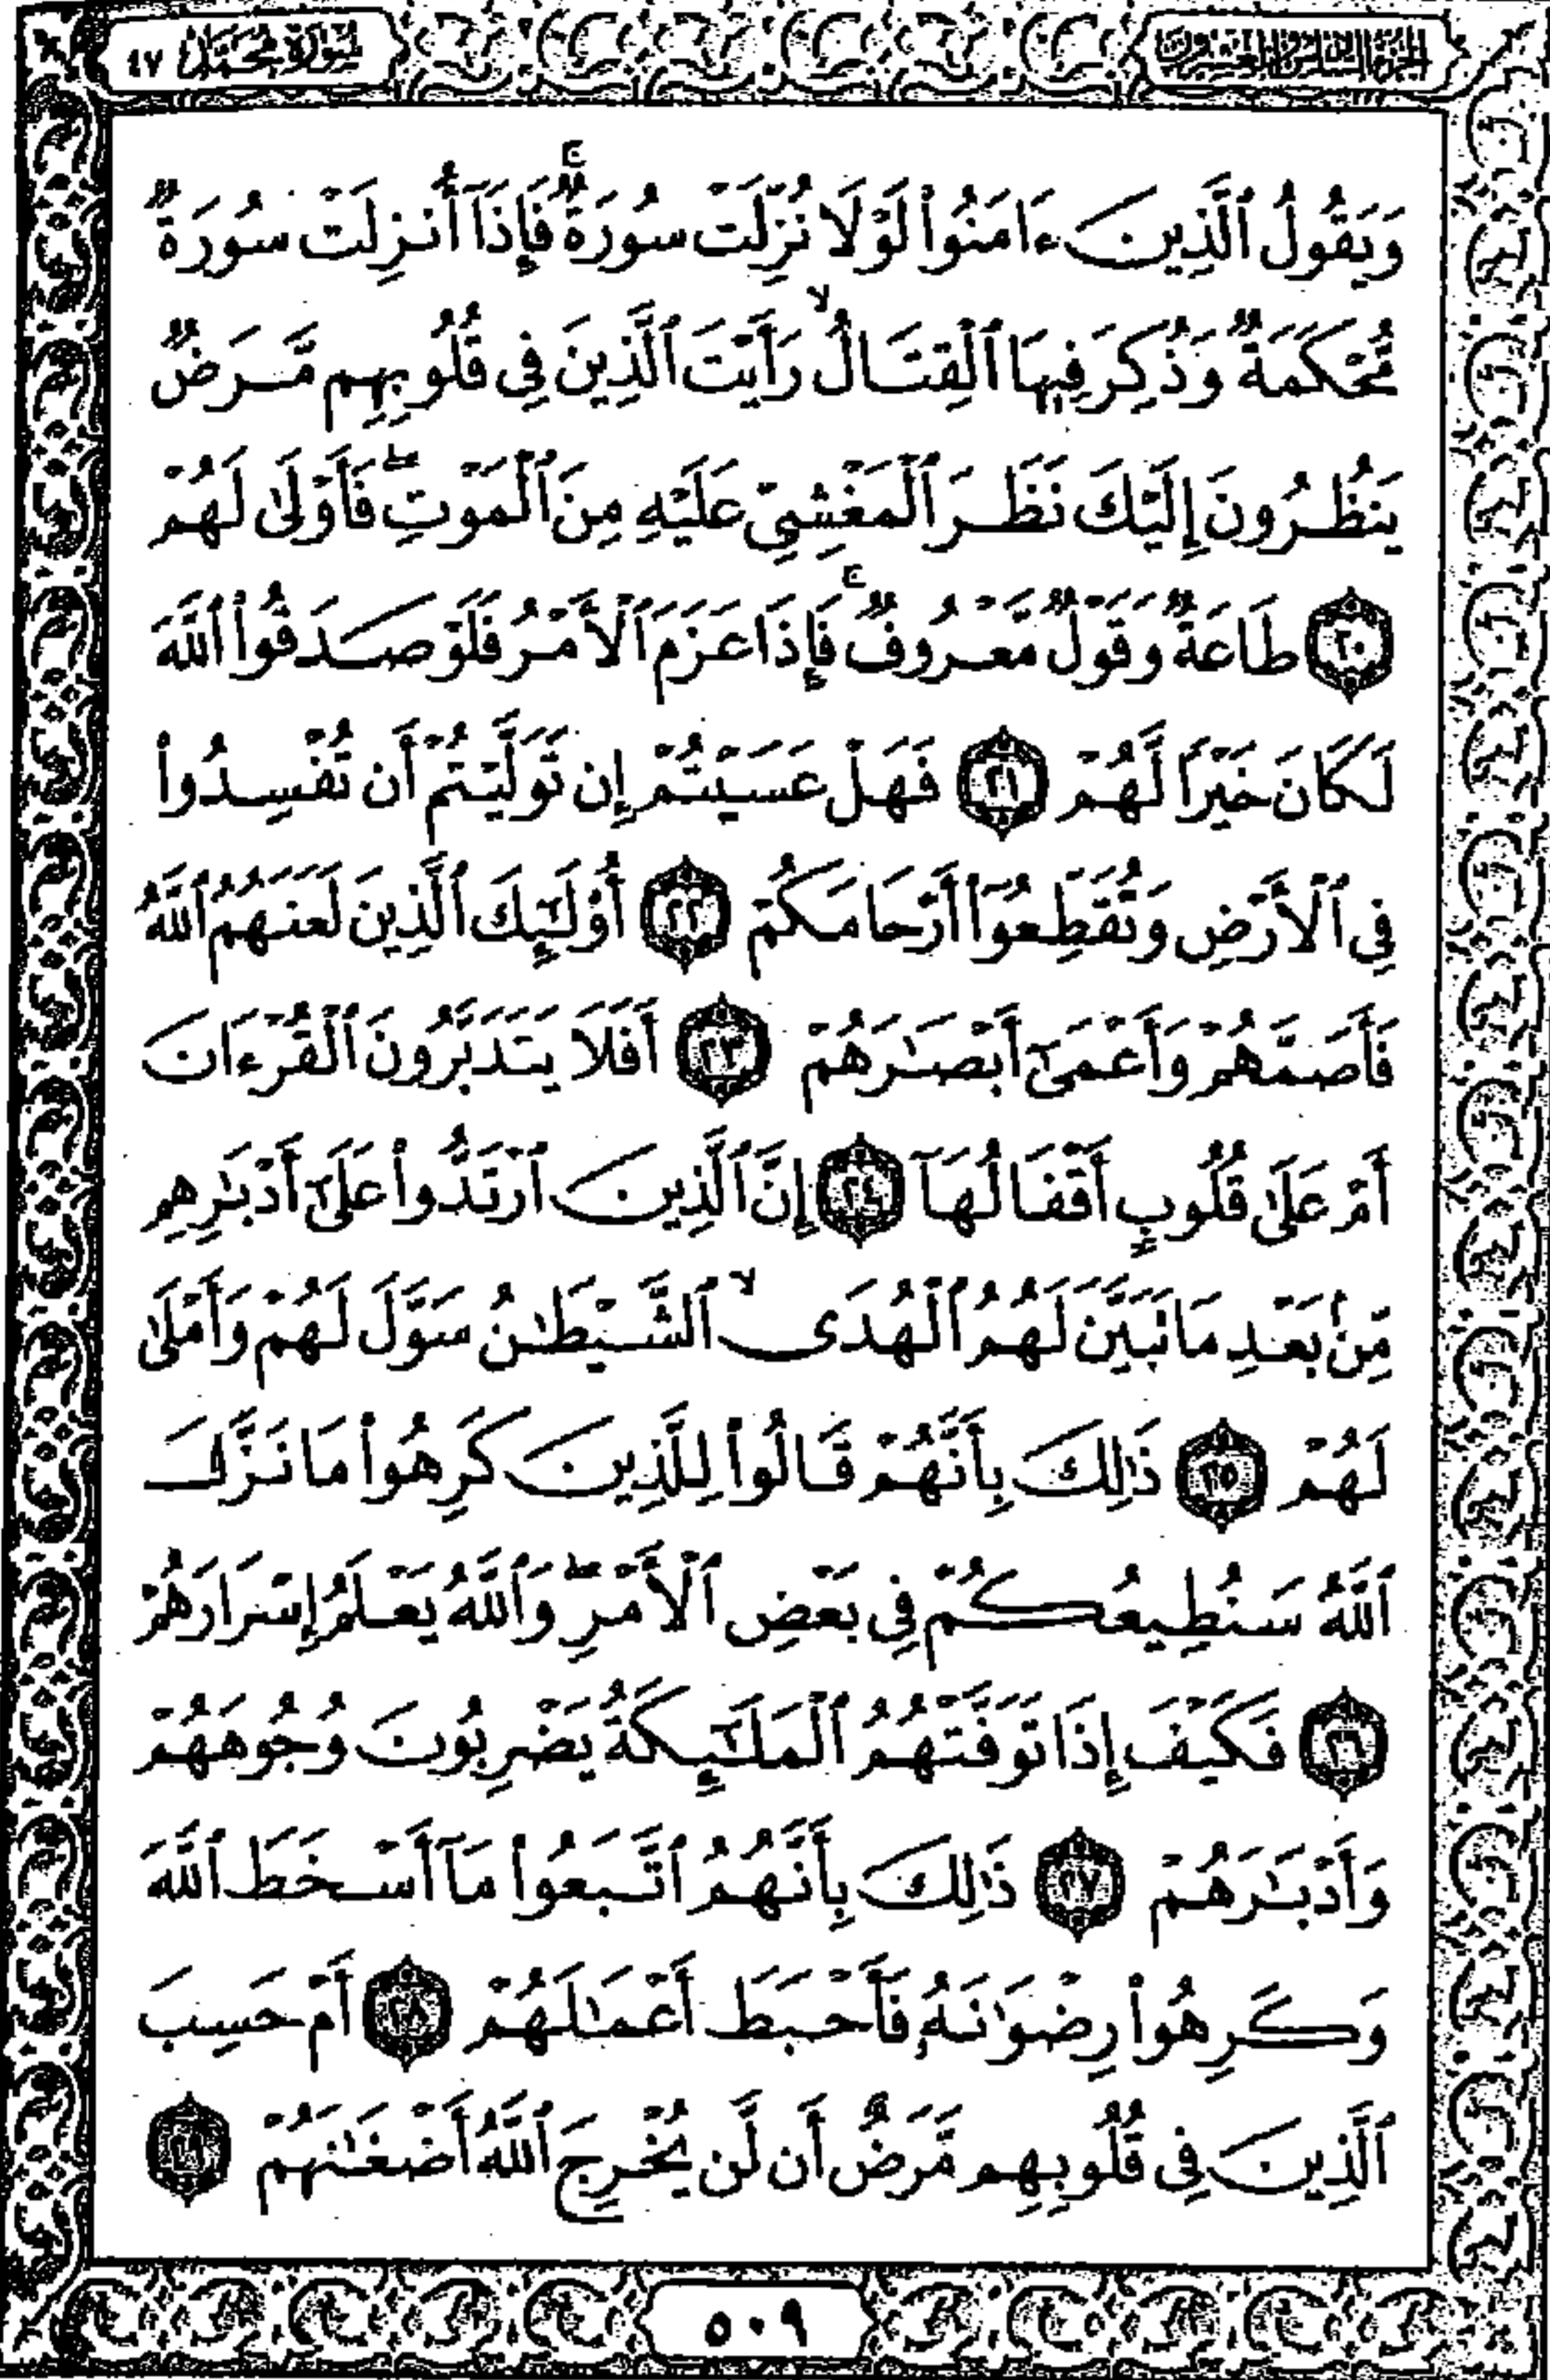 الجزء السادس والعشرون
سورة محمد ٤٧
وَيَقُولُ ٱلَّذِينَ ءَامَنُوا۟ لَوْلَا نُزِّلَتْ سُورَةٌ ۖۚ فَإِذَآ أُنزِلَتْ سُورَةٌ
مُّحْكَمَةٌ وَذُكِرَ فِيهَا ٱلْقِتَالُ ۙ رَأَيْتَ ٱلَّذِينَ فِى قُلُوبِهِم مَّرَضٌ
يَنظُرُونَ إِلَيْكَ نَظَرَ ٱلْمَغْشِىِّ عَلَيْهِ مِنَ ٱلْمَوْتِ ۖ فَأَوْلَىٰ لَهُمْ
٢٠ طَاعَةٌ وَقَوْلٌ مَّعْرُوفٌ ۚ فَإِذَا عَزَمَ ٱلْأَمْرُ فَلَوْ صَدَقُوا۟ ٱللَّهَ
لَكَانَ خَيْرًا لَّهُمْ ٢١ فَهَلْ عَسَيْتُمْ إِن تَوَلَّيْتُمْ أَن تُفْسِدُوا۟
فِى ٱلْأَرْضِ وَتُقَطِّعُوٓا۟ أَرْحَامَكُمْ ٢٢ أُو۟لَـٰٓئِكَ ٱلَّذِينَ لَعَنَهُمُ ٱللَّهُ
فَأَصَمَّهُمْ وَأَعْمَىٰٓ أَبْصَـٰرَهُمْ ٢٣ أَفَلَا يَتَدَبَّرُونَ ٱلْقُرْءَانَ
أَمْ عَلَىٰ قُلُوبٍ أَقْفَالُهَآ ٢٤ إِنَّ ٱلَّذِينَ ٱرْتَدُّوا۟ عَلَىٰٓ أَدْبَـٰرِهِم
مِّنۢ بَعْدِ مَا تَبَيَّنَ لَهُمُ ٱلْهُدَى ۙ ٱلشَّيْطَـٰنُ سَوَّلَ لَهُمْ وَأَمْلَىٰ
لَهُمْ ٢٥ ذَٰلِكَ بِأَنَّهُمْ قَالُوا۟ لِلَّذِينَ كَرِهُوا۟ مَا نَزَّلَ
ٱللَّهُ سَنُطِيعُكُمْ فِى بَعْضِ ٱلْأَمْرِ ۖ وَٱللَّهُ يَعْلَمُ إِسْرَارَهُمْ
٢٦ فَكَيْفَ إِذَا تَوَفَّتْهُمُ ٱلْمَلَـٰٓئِكَةُ يَضْرِبُونَ وُجُوهَهُمْ
وَأَدْبَـٰرَهُمْ ٢٧ ذَٰلِكَ بِأَنَّهُمُ ٱتَّبَعُوا۟ مَآ أَسْخَطَ ٱللَّهَ
وَكَرِهُوا۟ رِضْوَٰنَهُۥ فَأَحْبَطَ أَعْمَـٰلَهُمْ ٢٨ أَمْ حَسِبَ
ٱلَّذِينَ فِى قُلُوبِهِم مَّرَضٌ أَن لَّن يُخْرِجَ ٱللَّهُ أَضْغَـٰنَهُمْ ٢٩
٥٠٩